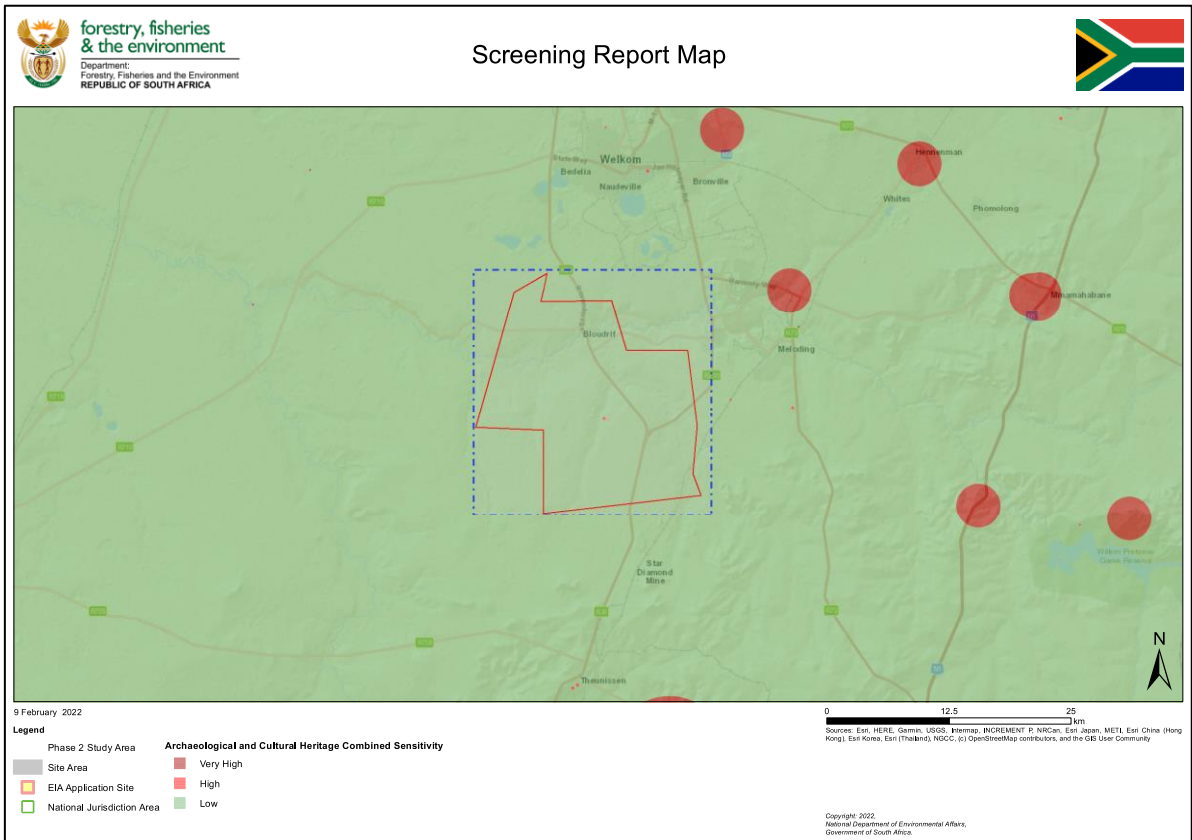 forestry, fisheries
& the environment
Department:
Forestry, Fisheries and the Environment
REPUBLIC OF SOUTH AFRICA
Screening Report Map
Welkom
Bedelia
Naudeville
Bronville
Hennenman
Whites
Phomolong
Mmamahabane
Bloudrif
Meloding
Star
Diamond
Mine
Theunissen
Willem Pretorius
Game Reserve
N
9 February 2022
0
12.5
25
km
Sources: Esri, HERE, Garmin, USGS, Intermap, INCREMENT P, NRCan, Esri Japan, METI, Esri China (Hong
Kong), Esri Korea, Esri (Thailand), NGCC, (c) OpenStreetMap contributors, and the GIS User Community
Legend
Phase 2 Study Area
Site Area
EIA Application Site
National Jurisdiction Area
Archaeological and Cultural Heritage Combined Sensitivity
Very High
High
Low
Copyright: 2022,
National Department of Environmental Affairs,
Government of South Africa.